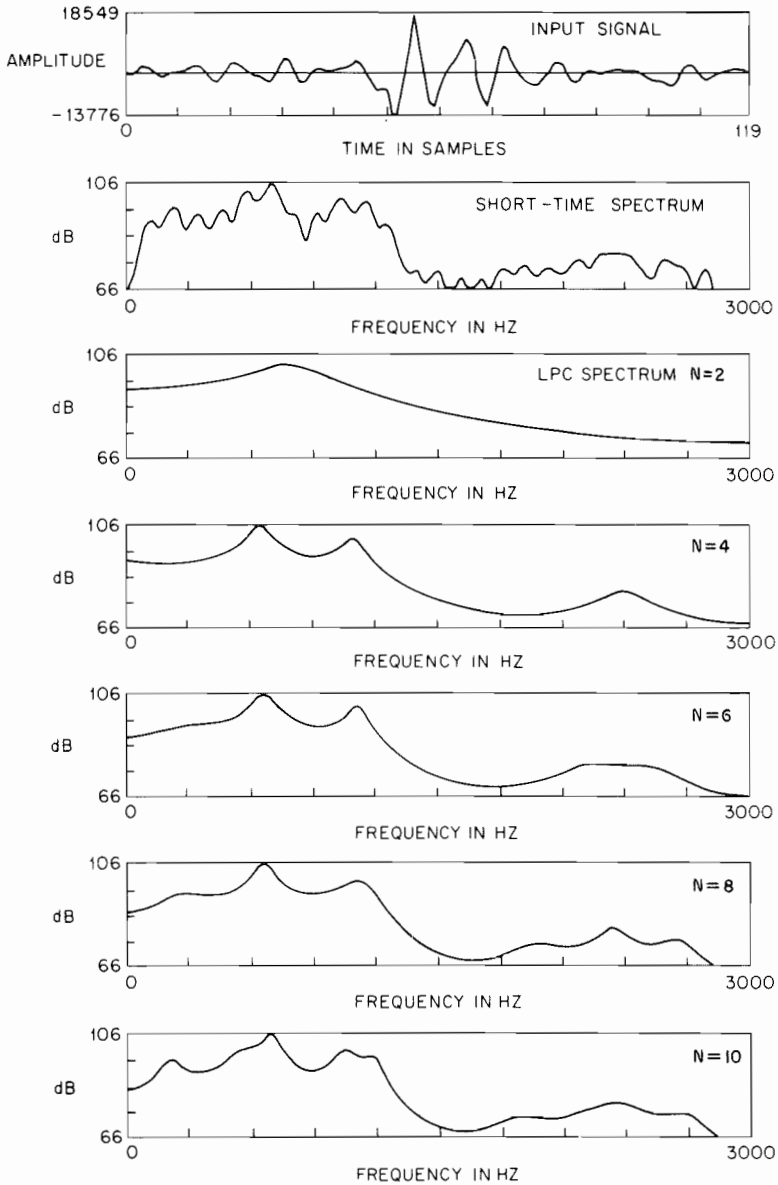 18549
INPUT SIGNAL
AMPLITUDE
-13776
0
119
TIME IN SAMPLES
106
SHORT-TIME SPECTRUM
dB
66
0
3000
FREQUENCY IN HZ
106
LPC SPECTRUM N=2
dB
66
0
3000
FREQUENCY IN HZ
106
N=4
dB
66
0
3000
FREQUENCY IN HZ
106
N=6
dB
66
0
3000
FREQUENCY IN HZ
106
N=8
dB
66
0
3000
FREQUENCY IN HZ
106
N=10
dB
66
0
3000
FREQUENCY IN HZ